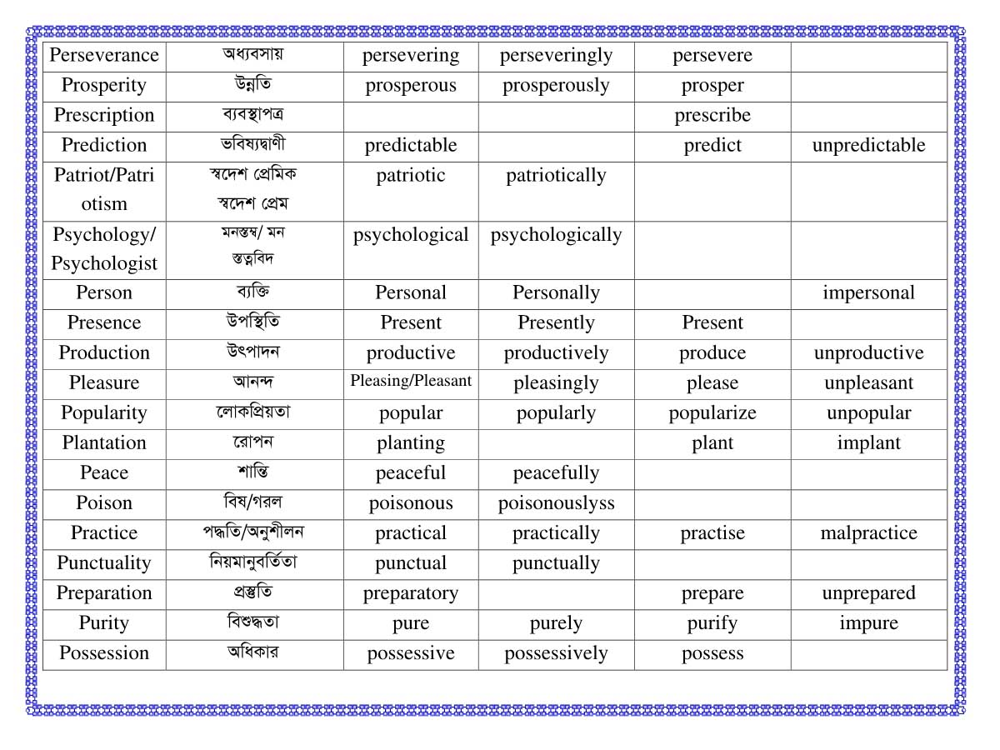 Perseverance অধ্যবসায় persevering perseveringly persevere
Prosperity উন্নতি prosperous prosperously prosper
Prescription ব্যবস্থাপত্র prescribe
Prediction ভবিষ্যদ্বাণী predictable predict unpredictable
Patriot/Patri স্বদেশ প্রেমিক patriotic patriotically
otism স্বদেশ প্রেম
Psychology/ মনস্তম্ব/ মন psychological psychologically
Psychologist স্তত্নবিদ
Person ব্যক্তি Personal Personally impersonal
Presence উপস্থিতি Present Presently Present
Production উৎপাদন productive productively produce unproductive
Pleasure আনন্দ Pleasing/Pleasant pleasingly please unpleasant
Popularity লোকপ্রিয়তা popular popularly popularize unpopular
Plantation রোপন planting plant implant
Peace শান্তি peaceful peacefully
Poison বিষ/গরল poisonous poisonouslyss
Practice পদ্ধতি/অনুশীলন practical practically practise malpractice
Punctuality নিয়মানুবর্তিতা punctual punctually
Preparation প্রস্তুতি preparatory prepare unprepared
Purity বিশুদ্ধতা pure purely purify impure
Possession অধিকার possessive possessively possess